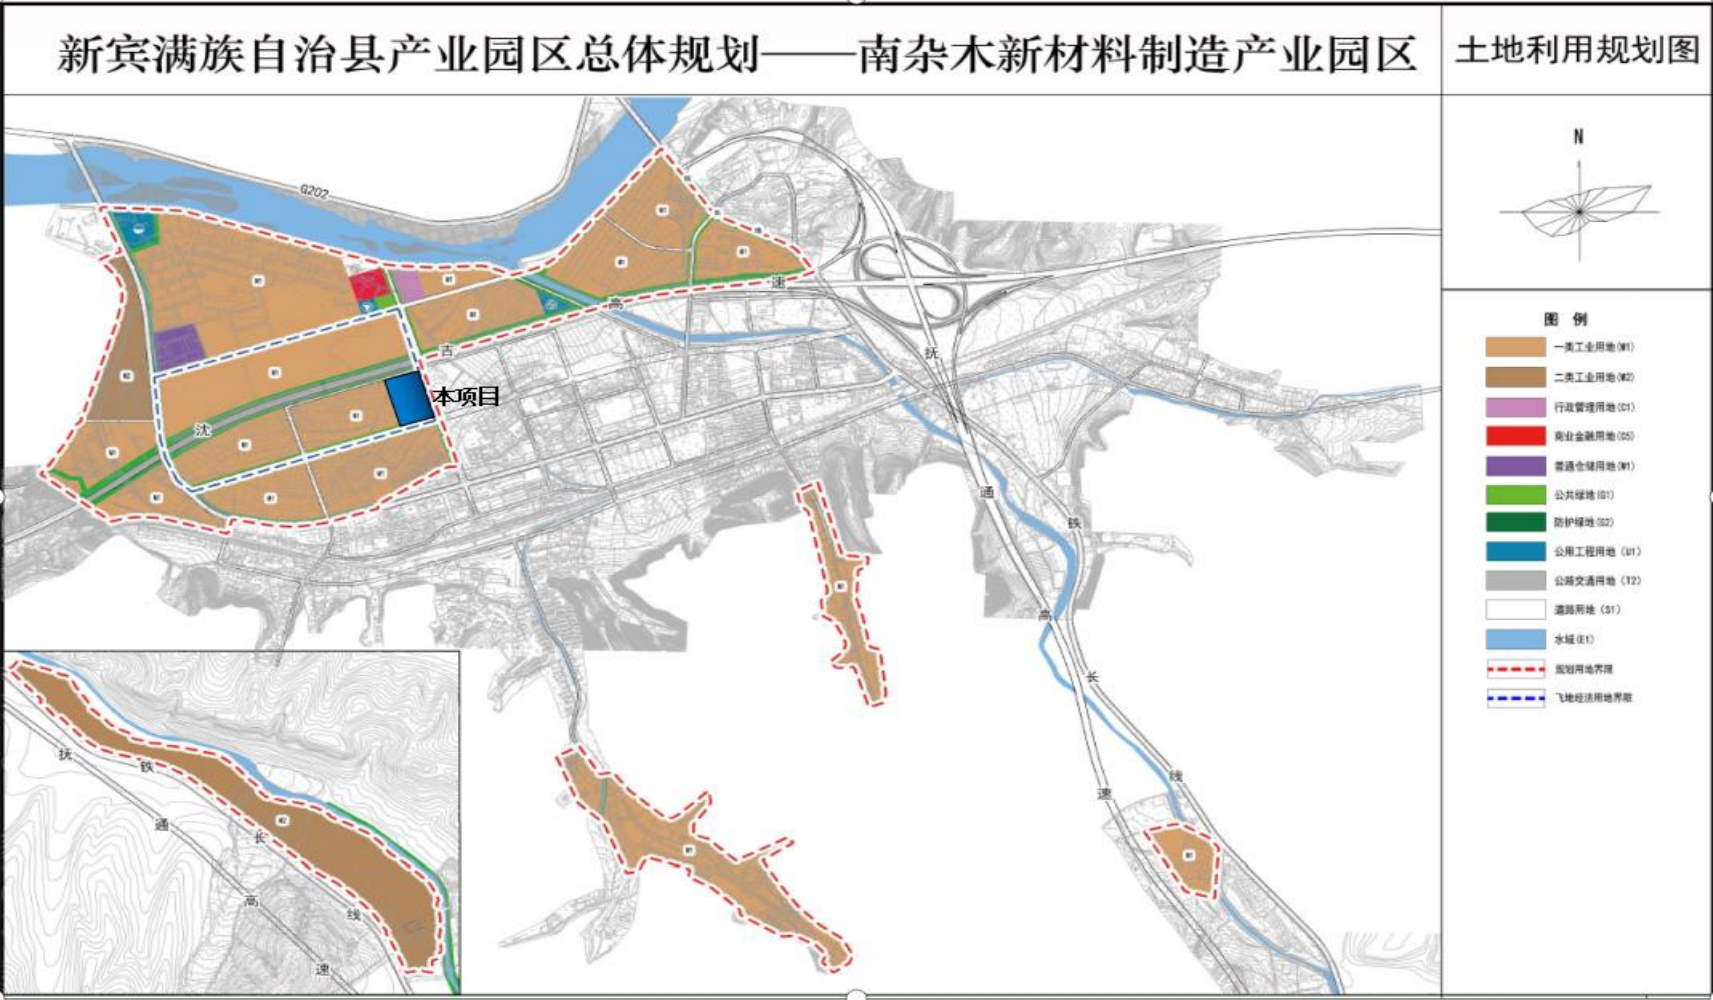 新宾满族自治县产业园区总体规划——南杂木新材料制造产业园区
土地利用规划图
N
G202
沈
古
高
速
抚
通
高
速
铁
长
线
本项目
抚
通
高
速
铁
长
线
图 例
一类工业用地(M1)
二类工业用地(M2)
行政管理用地(C1)
商业金融用地(C5)
普通仓储用地(W1)
公共绿地(G1)
防护绿地(G2)
公用工程用地 (U1)
公路交通用地 (T2)
道路用地 (S1)
水域(E1)
规划用地界限
飞地经济用地界限